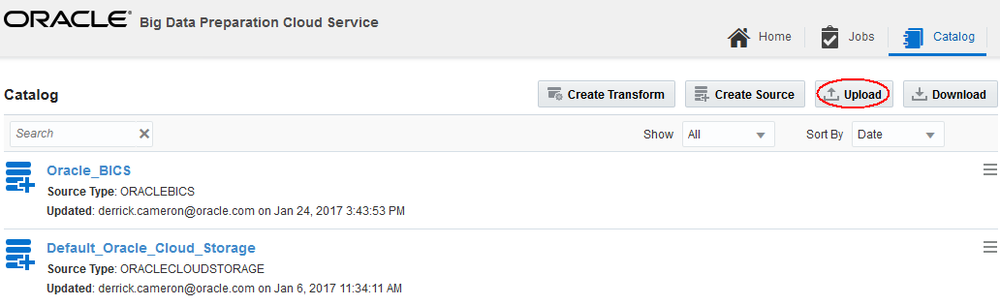 ORACLE® Big Data Preparation Cloud Service
Home Jobs Catalog
Catalog Create Transform Create Source Upload Download
Search Show All Sort By Date
Oracle_BICS
Source Type: ORACLEBICS
Updated: derrick.cameron@oracle.com on Jan 24, 2017 3:43:53 PM
Default_Oracle_Cloud_Storage
Source Type: ORACLECLOUDSTORAGE
Updated: derrick.cameron@oracle.com on Jan 6, 2017 11:34:11 AM